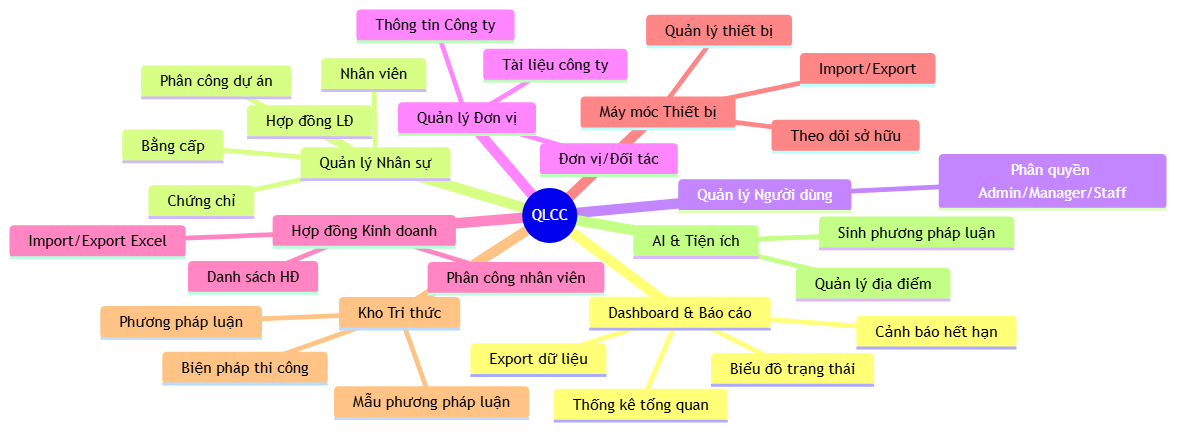 Thông tin Công ty
Quản lý thiết bị
Tài liệu công ty
Nhân viên
Import/Export
Phân công dự án
Máy móc Thiết bị
Quản lý Đơn vị
Hợp đồng LĐ
Theo dõi sở hữu
Bằng cấp
Đơn vị/Đối tác
Quản lý Nhân sự
Phân quyền
Admin/Manager/Staff
Quản lý Người dùng
Chứng chỉ
QLCC
Hợp đồng Kinh doanh
Sinh phương pháp luận
Import/Export Excel
AI & Tiện ích
Danh sách HĐ
Phân công nhân viên
Quản lý địa điểm
Kho Tri thức
Dashboard & Báo cáo
Phương pháp luận
Cảnh báo hết hạn
Export dữ liệu
Biện pháp thi công
Biểu đồ trạng thái
Mẫu phương pháp luận
Thống kê tổng quan